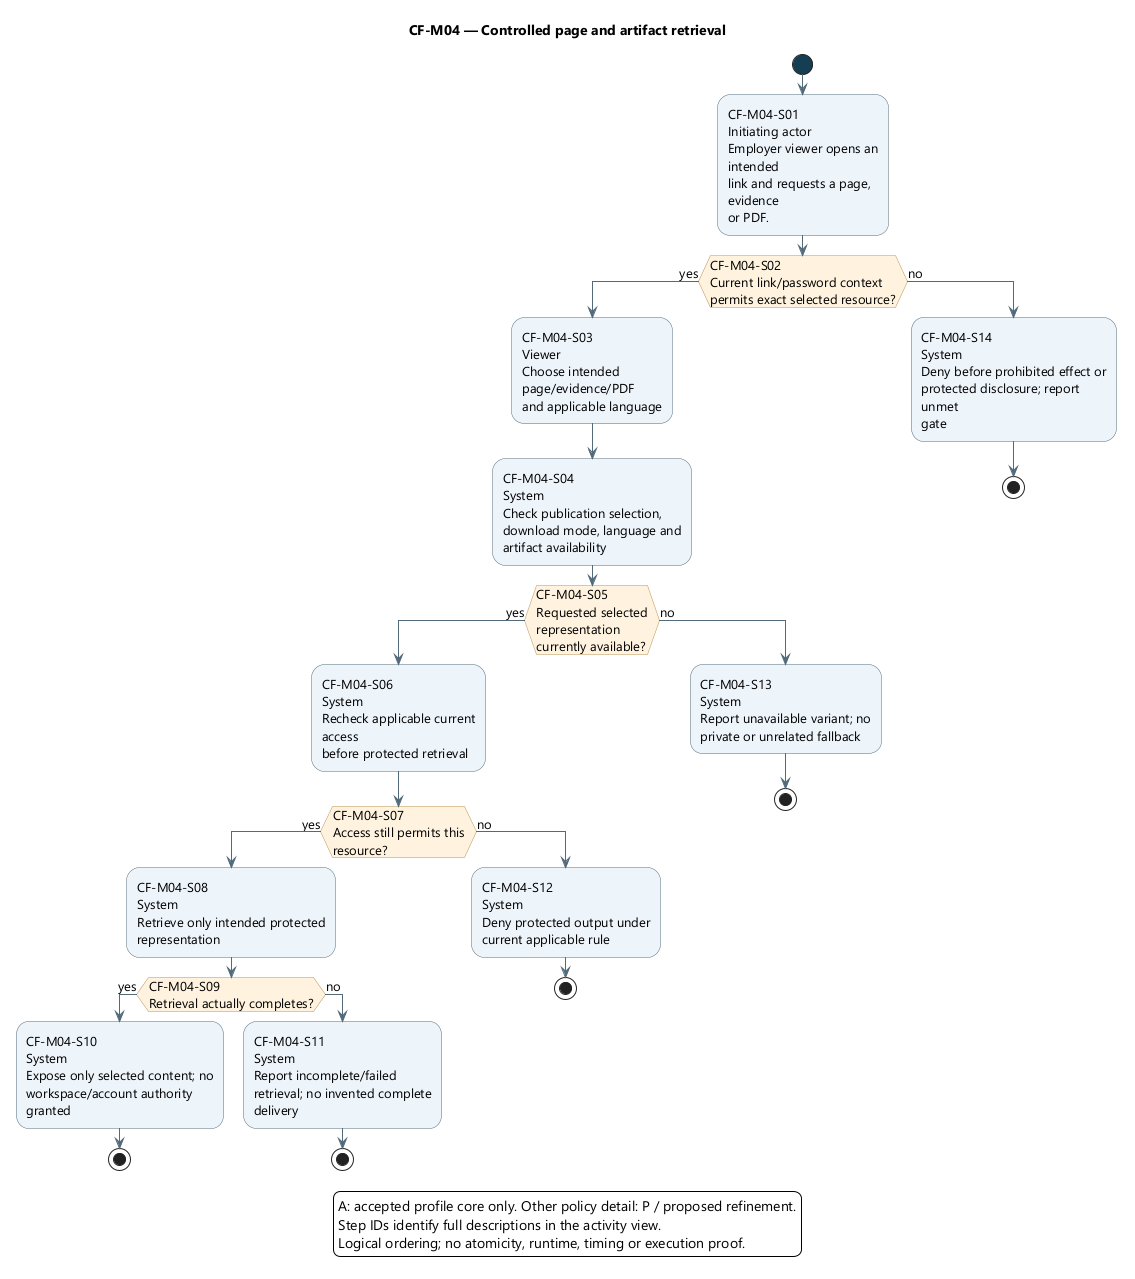 CF-M04 — Controlled page and artifact retrieval
CF-M04-S01
Initiating actor
Employer viewer opens an
intended
link and requests a page,
evidence
or PDF.
yes
CF-M04-S02
Current link/password context
permits exact selected resource?
no
CF-M04-S03
Viewer
Choose intended
page/evidence/PDF
and applicable language
CF-M04-S14
System
Deny before prohibited effect or
protected disclosure; report
unmet
gate
CF-M04-S04
System
Check publication selection,
download mode, language and
artifact availability
yes
CF-M04-S05
Requested selected
representation
currently available?
no
CF-M04-S06
System
Recheck applicable current
access
before protected retrieval
CF-M04-S13
System
Report unavailable variant; no
private or unrelated fallback
yes
CF-M04-S07
Access still permits this
resource?
no
CF-M04-S08
System
Retrieve only intended protected
representation
CF-M04-S12
System
Deny protected output under
current applicable rule
yes
CF-M04-S09
Retrieval actually completes?
no
CF-M04-S10
System
Expose only selected content; no
workspace/account authority
granted
CF-M04-S11
System
Report incomplete/failed
retrieval; no invented complete
delivery
A: accepted profile core only. Other policy detail: P / proposed refinement.
Step IDs identify full descriptions in the activity view.
Logical ordering; no atomicity, runtime, timing or execution proof.